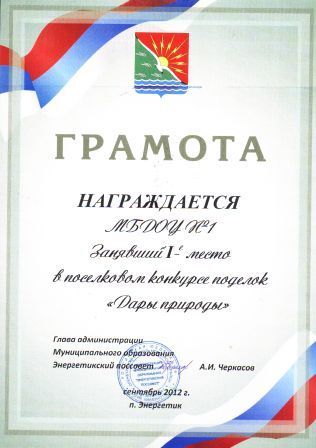 ГРАМОТА
НАГРАЖДАЕТСЯ
МБДОУ №1
Занявший I-е место
в поселковом конкурсе поделок
«Дары природы»
Глава администрации
Муниципального образования
Энергетикский поссовет
А.И. Черкасов
сентябрь 2012 г.
п. Энергетик